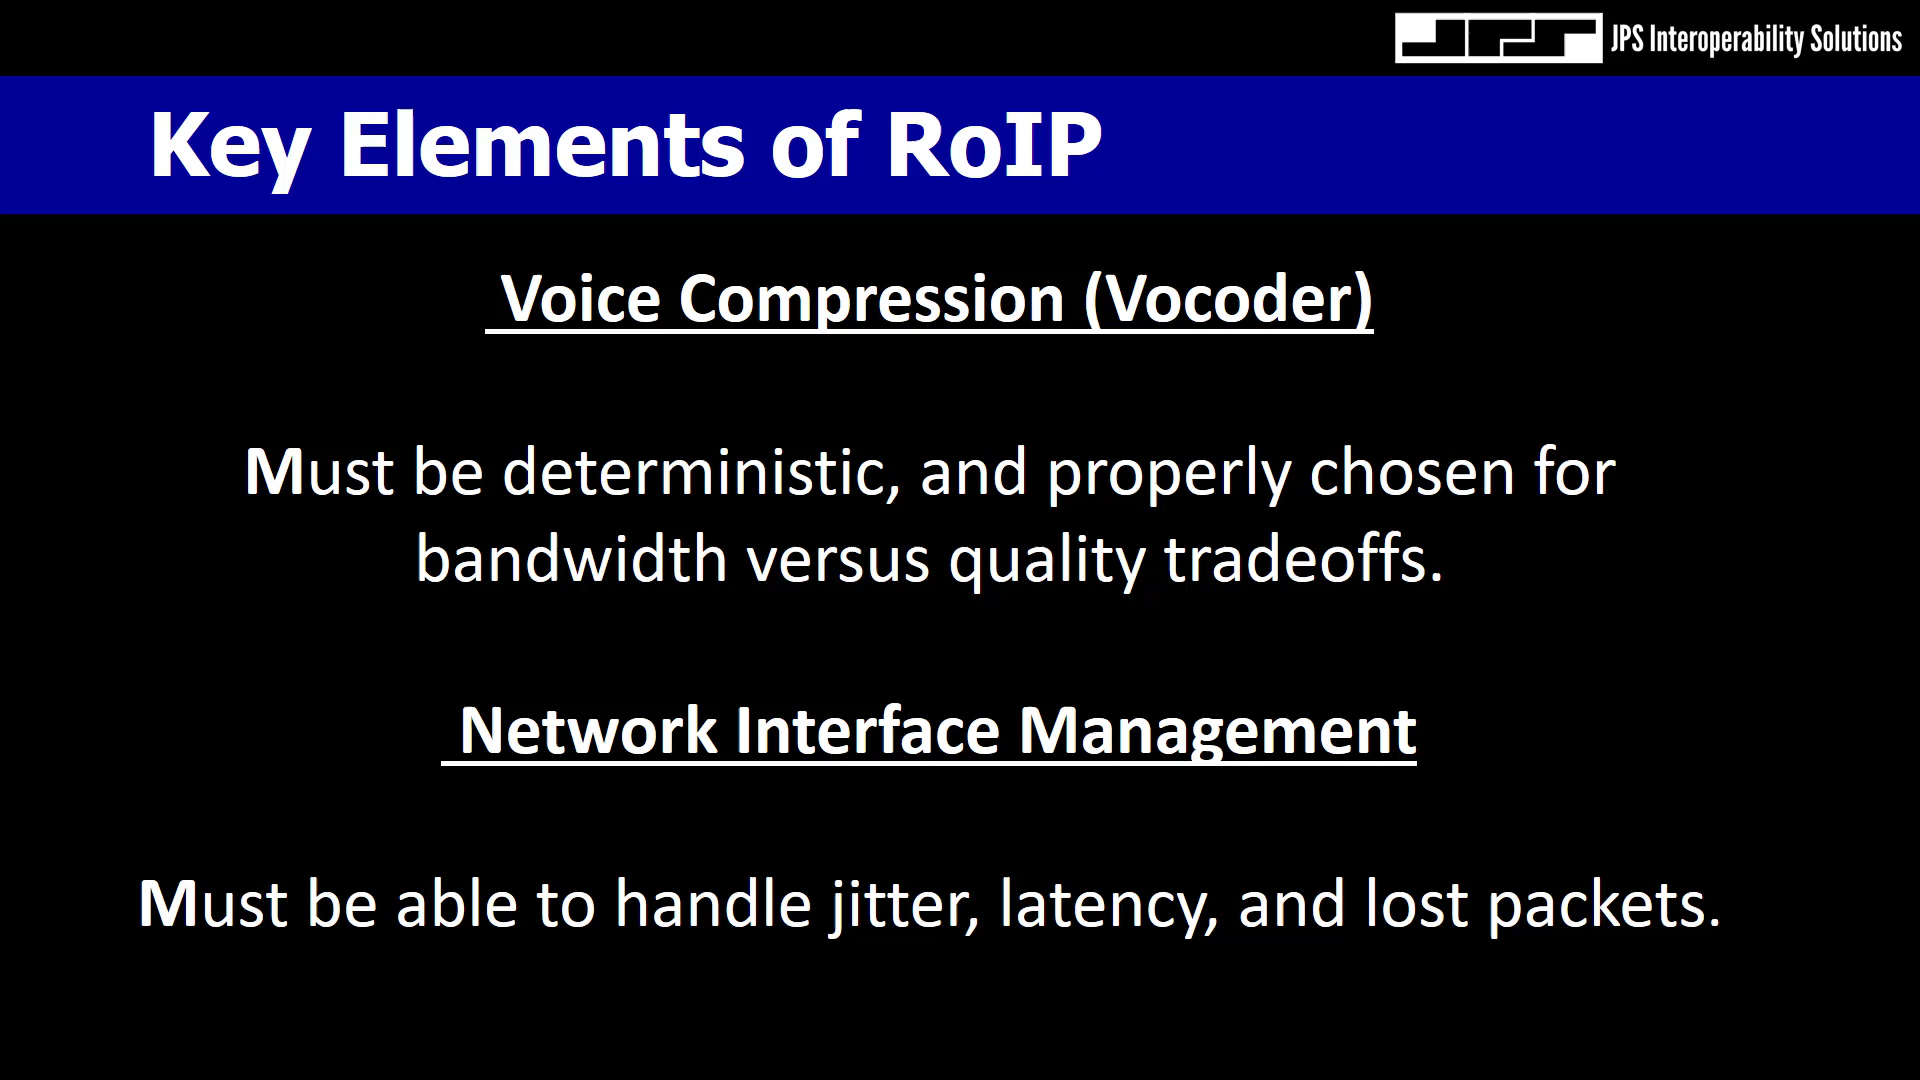 JPS JPS Interoperability Solutions
Key Elements of RoIP
Voice Compression (Vocoder)
Must be deterministic, and properly chosen for
bandwidth versus quality tradeoffs.
Network Interface Management
Must be able to handle jitter, latency, and lost packets.